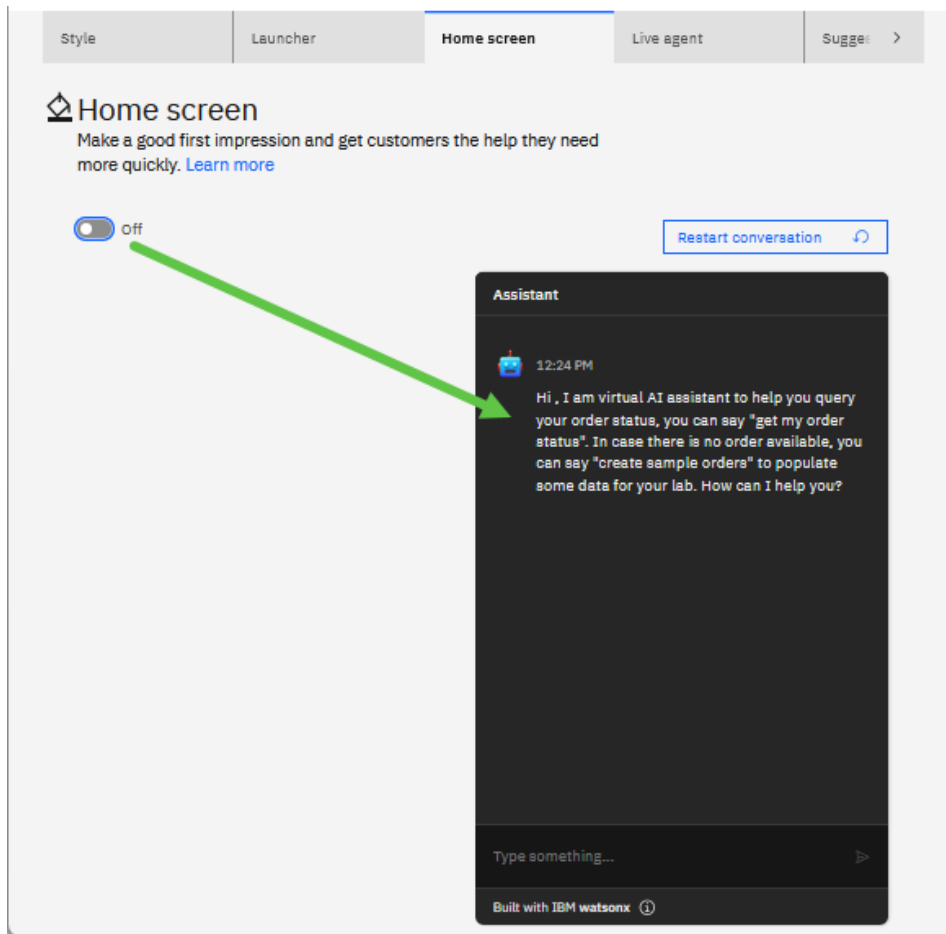 Style
Launcher
Home screen
Live agent
Sugges
Home screen
Make a good first impression and get customers the help they need
more quickly. Learn more
Off
Restart conversation
Assistant
12:24 PM
Hi , I am virtual AI assistant to help you query
your order status, you can say "get my order
status". In case there is no order available, you
can say "create sample orders" to populate
some data for your lab. How can I help you?
Type something...
Built with IBM watsonx